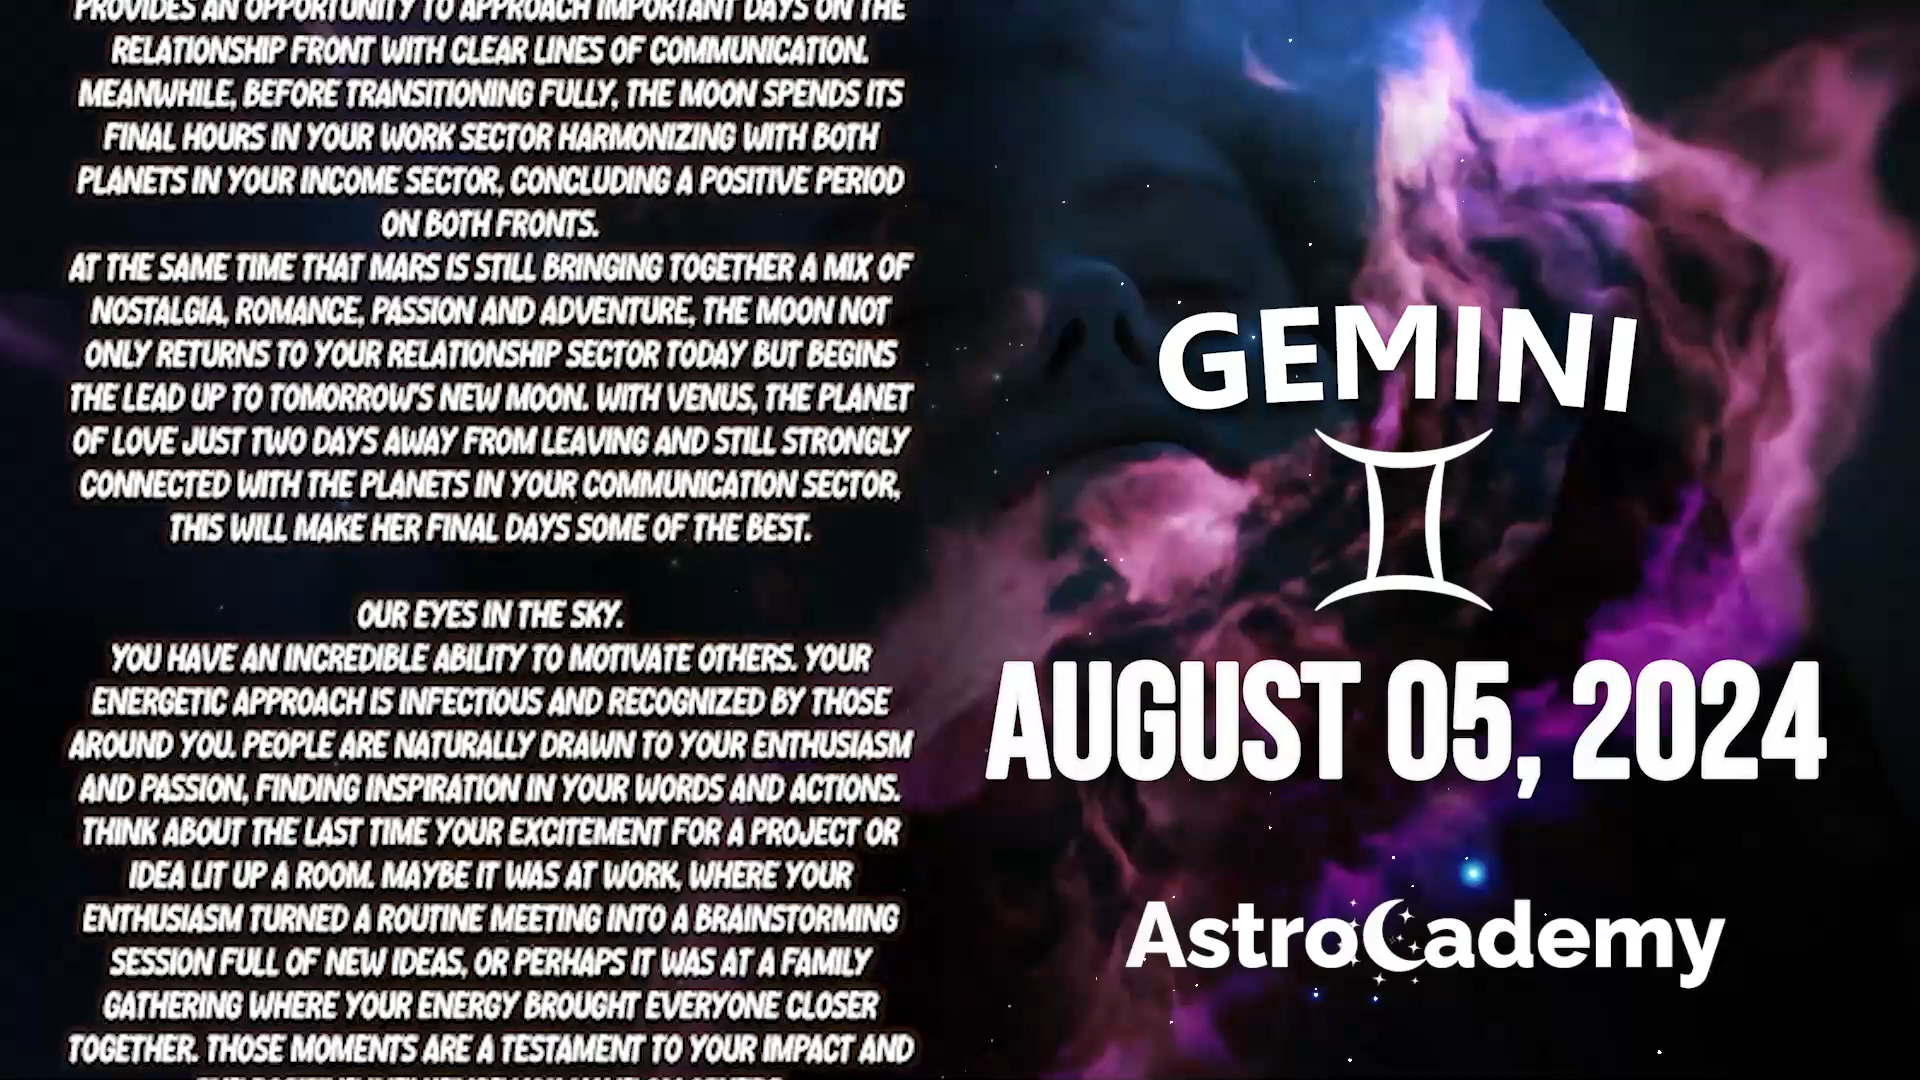 PROVIDES AN OPPORTUNITY TO APPROACH IMPORTANT DAYS ON THE
RELATIONSHIP FRONT WITH CLEAR LINES OF COMMUNICATION.
MEANWHILE, BEFORE TRANSITIONING FULLY, THE MOON SPENDS ITS
FINAL HOURS IN YOUR WORK SECTOR HARMONIZING WITH BOTH
PLANETS IN YOUR INCOME SECTOR, CONCLUDING A POSITIVE PERIOD
ON BOTH FRONTS.
AT THE SAME TIME THAT MARS IS STILL BRINGING TOGETHER A MIX OF
NOSTALGIA, ROMANCE, PASSION AND ADVENTURE, THE MOON NOT
ONLY RETURNS TO YOUR RELATIONSHIP SECTOR TODAY BUT BEGINS
THE LEAD UP TO TOMORROW'S NEW MOON. WITH VENUS, THE PLANET
OF LOVE JUST TWO DAYS AWAY FROM LEAVING AND STILL STRONGLY
CONNECTED WITH THE PLANETS IN YOUR COMMUNICATION SECTOR,
THIS WILL MAKE HER FINAL DAYS SOME OF THE BEST.
OUR EYES IN THE SKY.
YOU HAVE AN INCREDIBLE ABILITY TO MOTIVATE OTHERS. YOUR
ENERGETIC APPROACH IS INFECTIOUS AND RECOGNIZED BY THOSE
AROUND YOU. PEOPLE ARE NATURALLY DRAWN TO YOUR ENTHUSIASM
AND PASSION, FINDING INSPIRATION IN YOUR WORDS AND ACTIONS.
THINK ABOUT THE LAST TIME YOUR EXCITEMENT FOR A PROJECT OR
IDEA LIT UP A ROOM. MAYBE IT WAS AT WORK, WHERE YOUR
ENTHUSIASM TURNED A ROUTINE MEETING INTO A BRAINSTORMING
SESSION FULL OF NEW IDEAS, OR PERHAPS IT WAS AT A FAMILY
GATHERING WHERE YOUR ENERGY BROUGHT EVERYONE CLOSER
TOGETHER. THOSE MOMENTS ARE A TESTAMENT TO YOUR IMPACT AND
GEMINI
AUGUST 05, 2024
AstroCademy